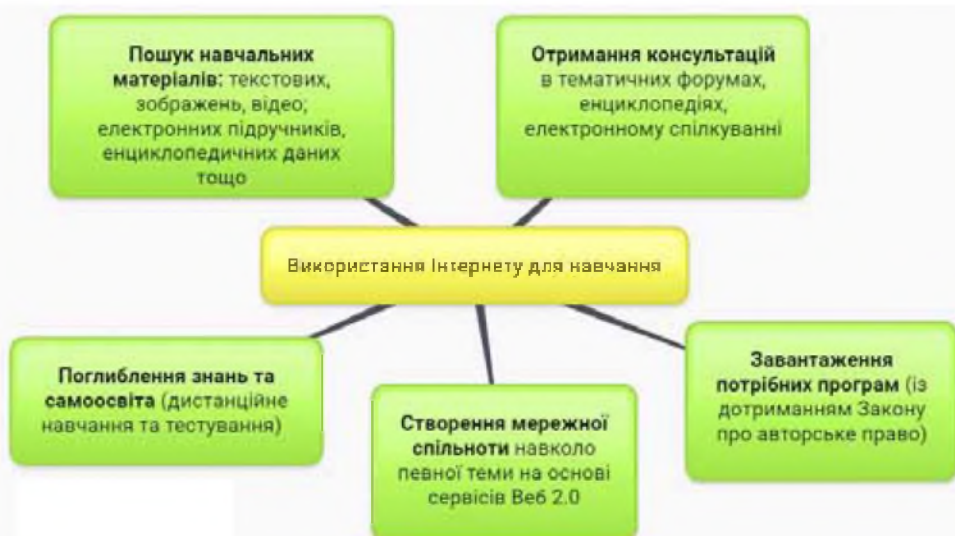 Пошук навчальних
матеріалів: текстових,
зображень, відео;
електронних підручників,
енциклопедичних даних
тощо
Отримання консультацій
в тематичних форумах,
енциклопедіях,
електронному спілкуванні
Використання Інтернету для навчання
Поглиблення знань та
самоосвіта (дистанційне
навчання та тестування)
Створення мережної
спільноти навколо
певної теми на основі
сервісів Веб 2.0
Завантаження
потрібних програм (із
дотриманням Закону
про авторське право)